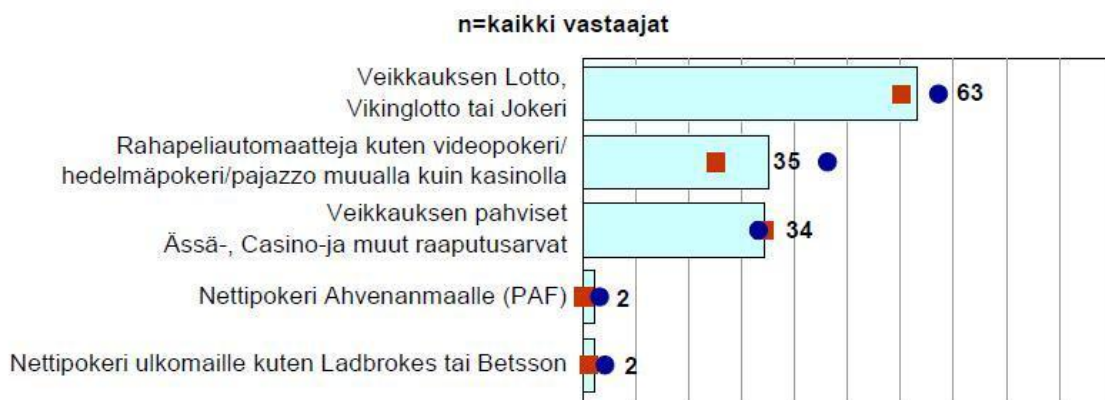 n=kaikki vastaajat
Veikkauksen Lotto,
Vikinglotto tai Jokeri
63
Rahapeliautomaatteja kuten videopokeri/
hedelmäpokeri/pajazzo muualla kuin kasinolla
35
Veikkauksen pahviset
Ässä-, Casino-ja muut raaputusarvat
34
Nettipokeri Ahvenanmaalle (PAF)
2
Nettipokeri ulkomaille kuten Ladbrokes tai Betsson
2